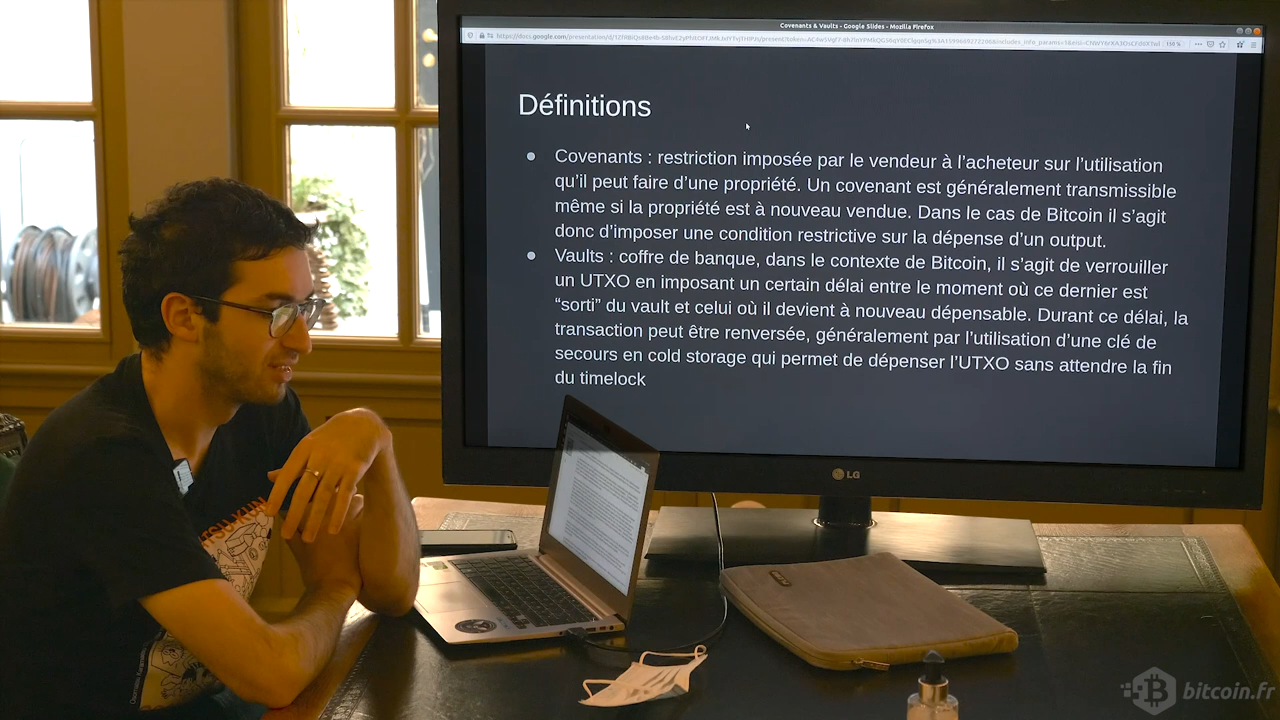 Covenants & Vaults - Google Slides - Mozilla Firefox
Définitions
Covenants : restriction imposée par le vendeur à l’acheteur sur l’utilisation
qu’il peut faire d’une propriété. Un covenant est généralement transmissible
même si la propriété est à nouveau vendue. Dans le cas de Bitcoin il s’agit
donc d’imposer une condition restrictive sur la dépense d’un output.
Vaults : coffre de banque, dans le contexte de Bitcoin, il s’agit de verrouiller
un UTXO en imposant un certain délai entre le moment où ce dernier est
“sorti” du vault et celui où il devient à nouveau dépensable. Durant ce délai, la
transaction peut être renversée, généralement par l’utilisation d’une clé de
secours en cold storage qui permet de dépenser l’UTXO sans attendre la fin
du timelock
LG
bitcoin.fr